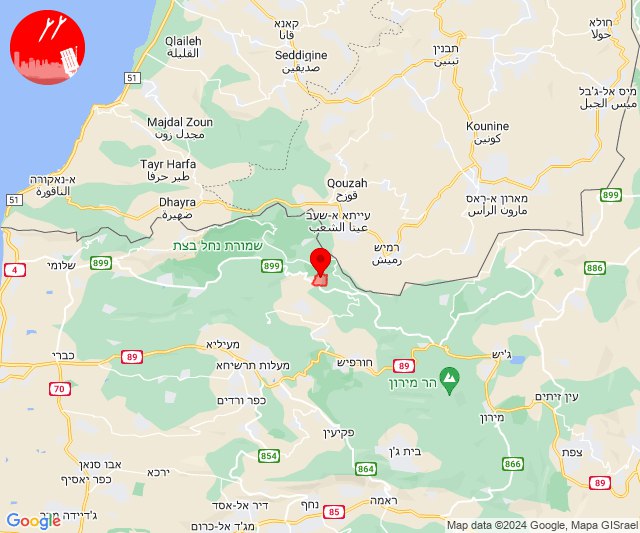 חולא
حولا
קאנא
قانا
Qlaileh
القليلة
תבנין
تبنين
Seddiqine
صديقين
51
מיס אל-ג'בל
ميس الجبل
Majdal Zoun
مجدل زون
Kounine
كونين
Tayr Harfa
طير حرفا
א-נאקורה
الناقورة
Qouzah
قوزح
899
51
Dhayra
ضهيرة
מארון א-ראס
مارون الراس
עייתא א-שעב
عيتا الشعب
שמורת נחל בצת
רמיש
رميش
שלומי
899
4
899
886
מעיליא
89
כברי
מעלות תרשיחא
חורפיש
89
ג'יש
70
הר מירון
כפר ורדים
עין זיתים
מירון
פקיעין
בית ג'ן
צפת
854
אבו סנאן
ירכא
864
866
כפר יאסיף
89
דיר אל-אסד
נחף
ראמה
ג'דיידה מכר
מג'ד אל-כרום
85
Google
Map data ©2024 Google, Mapa GISrael